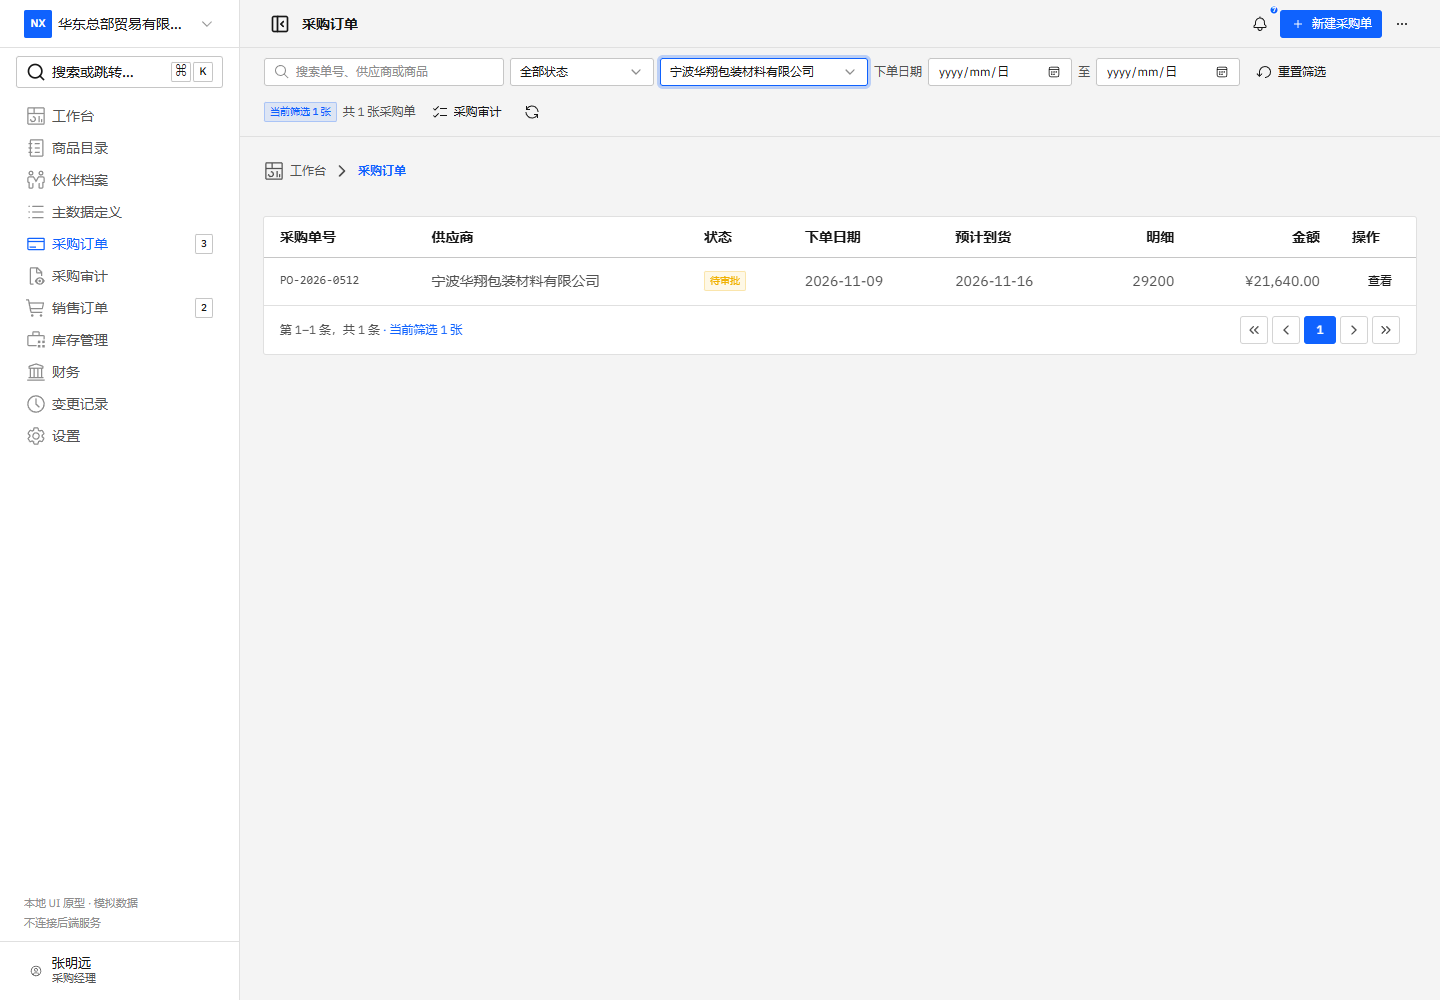 NX 华东总部贸易有限...
搜索或跳转... ⌘ K
工作台
商品目录
伙伴档案
主数据定义
采购订单 3
采购审计
销售订单 2
库存管理
财务
变更记录
设置
本地 UI 原型 · 模拟数据
不连接后端服务
张明远
采购经理
采购订单
新建采购单
搜索单号、供应商或商品 全部状态 宁波华翔包装材料有限公司 下单日期 yyyy/mm/日 至 yyyy/mm/日 重置筛选
当前筛选 1 张 共 1 张采购单 采购审计
工作台 采购订单
采购单号 供应商 状态 下单日期 预计到货 明细 金额 操作
PO-2026-0512 宁波华翔包装材料有限公司 待审批 2026-11-09 2026-11-16 29200 ¥21,640.00 查看
第 1–1 条，共 1 条 · 当前筛选 1 张 1